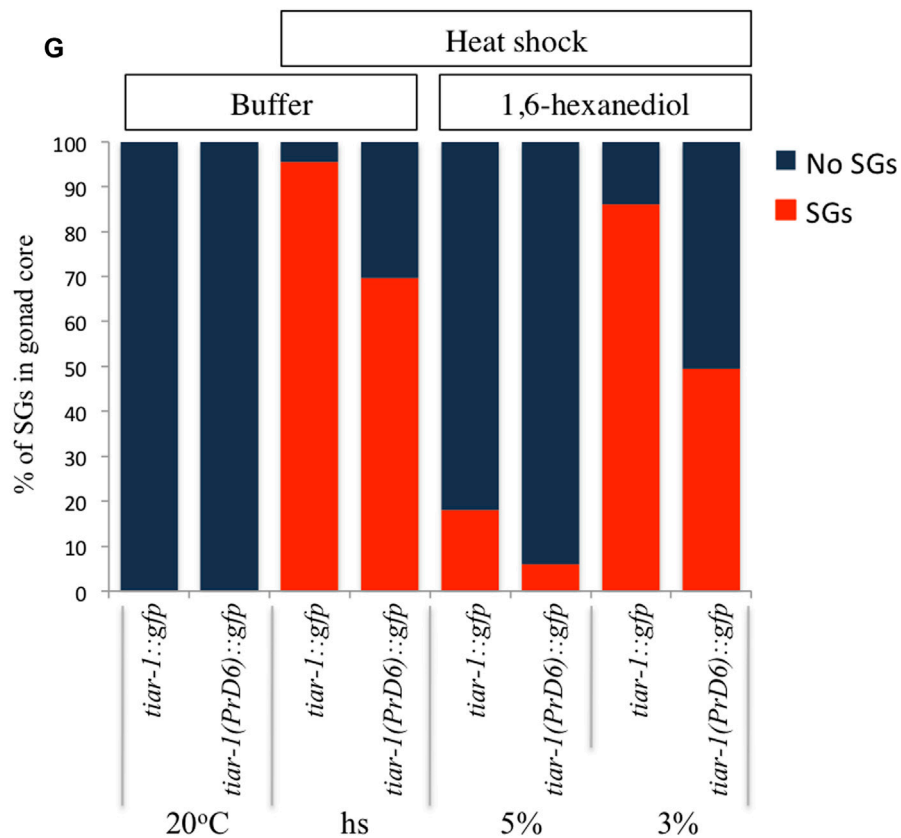 G
Heat shock
Buffer
1,6-hexanediol
% of SGs in gonad core
100
90
80
70
60
50
40
30
20
10
0
No SGs
SGs
tiar-1::gfp
tiar-1(PrD6)::gfp
tiar-1::gfp
tiar-1(PrD6)::gfp
tiar-1::gfp
tiar-1(PrD6)::gfp
tiar-1::gfp
tiar-1(PrD6)::gfp
20°C
hs
5%
3%